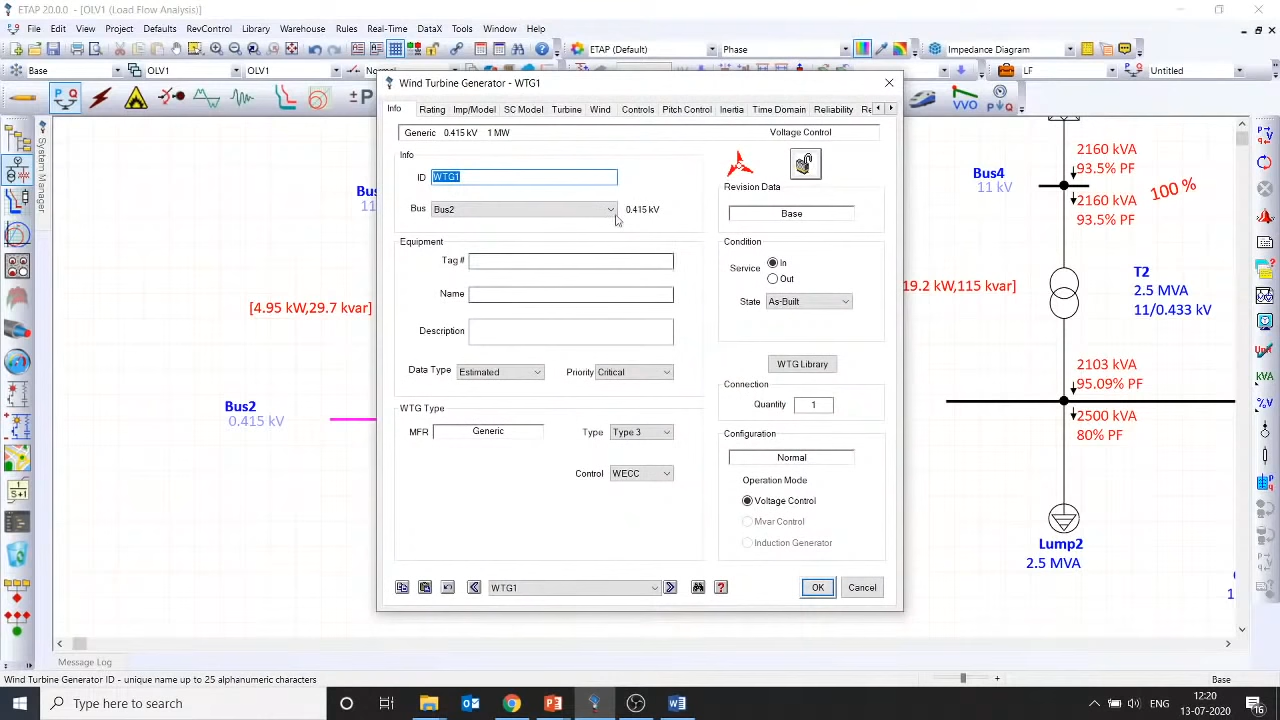 ETAP 20.0.0 - [OLV1 (Load Flow Analysis)]
File Edit View Project Defaults RevControl Library Warehouse Rules Real-Time DataX Tools Window Help
ETAP (Default) Phase Impedance Diagram
Base OLV1 OLV1 Normal LF Untitled
Wind Turbine Generator - WTG1
Info Rating Imp/Model SC Model Turbine Wind Controls Pitch Control Inertia Time Domain Reliability Re
Generic 0.415 kV 1 MW Voltage Control
Info
ID WTG1
Bus Bus2 0.415 kV
Revision Data
Base
Equipment
Tag #
Name
Description
Data Type Estimated Priority Critical
Condition
Service In
Out
State As-Built
WTG Library
Connection
Quantity 1
WTG Type
MFR Generic Type Type 3
Control WECC
Configuration
Normal
Operation Mode
Voltage Control
Mvar Control
Induction Generator
WTG1 OK Cancel
System Manager
Bus
11
[4.95 kW,29.7 kvar]
Bus2
0.415 kV
2160 kVA
93.5% PF
Bus4
11 kV
100 %
2160 kVA
93.5% PF
19.2 kW,115 kvar]
T2
2.5 MVA
11/0.433 kV
2103 kVA
95.09% PF
2500 kVA
80% PF
Lump2
2.5 MVA
VVO
Unit
kVA
%V
Message Log
Wind Turbine Generator ID - unique name up to 25 alphanumeric characters Base
Type here to search
ENG
12:20
13-07-2020